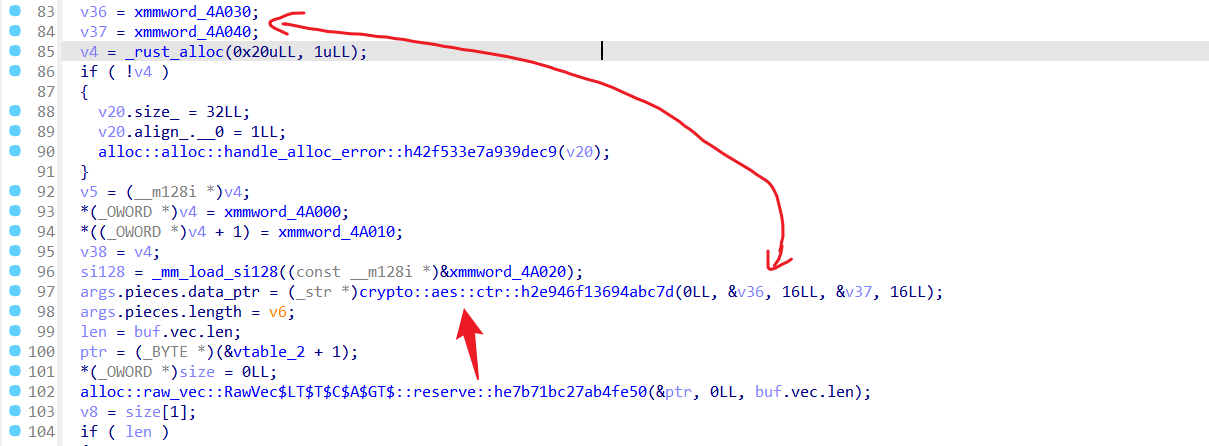 83 v36 = xmmword_4A030;
84 v37 = xmmword_4A040;
85 v4 = _rust_alloc(0x20uLL, 1uLL);
86 if ( !v4 )
87 {
88 v20.size_ = 32LL;
89 v20.align_.__0 = 1LL;
90 alloc::alloc::handle_alloc_error::h42f533e7a939dec9(v20);
91 }
92 v5 = (__m128i *)v4;
93 *(_OWORD *)v4 = xmmword_4A000;
94 *((_OWORD *)v4 + 1) = xmmword_4A010;
95 v38 = v4;
96 si128 = _mm_load_si128((const __m128i *)&xmmword_4A020);
97 args.pieces.data_ptr = (_str *)crypto::aes::ctr::h2e946f13694abc7d(0LL, &v36, 16LL, &v37, 16LL);
98 args.pieces.length = v6;
99 len = buf.vec.len;
100 ptr = (_BYTE *)(&vtable_2 + 1);
101 *(_OWORD *)size = 0LL;
102 alloc::raw_vec::RawVec$LT$T$C$A$GT$::reserve::he7b71bc27ab4fe50(&ptr, 0LL, buf.vec.len);
103 v8 = size[1];
104 if ( len )